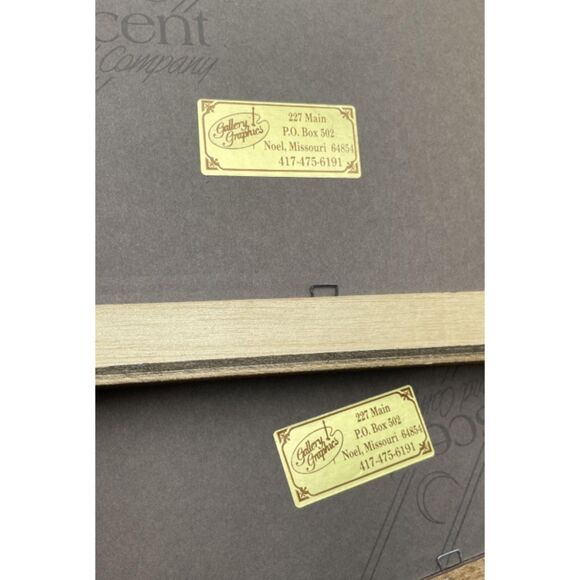 cent
Company
Gallery
Graphics
227 Main
P.O. Box 502
Noel, Missouri 64854
417-475-6191
Gallery
Graphics
227 Main
P.O. Box 502
Noel, Missouri 64854
417-475-6191